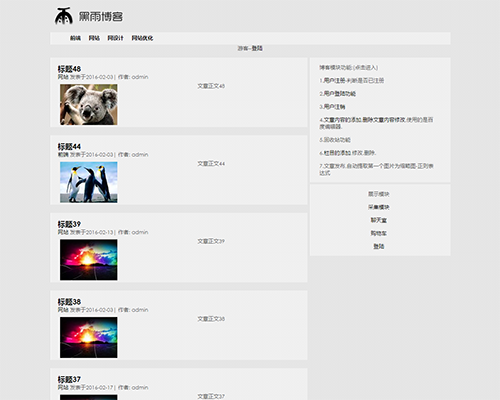 黑雨博客
前端 网站 网设计 网站优化
游客--登陆
标题48
网站 发表于2016-02-03 | 作者: admin
文章正文48
标题44
前端 发表于2016-02-03 | 作者: admin
文章正文44
标题39
网站 发表于2016-02-13 | 作者: admin
文章正文39
标题38
网站 发表于2016-02-03 | 作者: admin
文章正文38
标题37
网站 发表于2016-02-17 | 作者: admin
文章正文37
博客模块功能:(点击进入)
1.用户注册-判断是否已注册
2.用户登陆功能
3.用户注销
4.文章内容的添加,删除文章内容修改,使用的是百
度编辑器.
5.回收站功能
6.栏目的添加.修改.删除.
7.文章发布.自动提取第一个图片为缩略图-正则表
达式
展示模块
采集模块
聊天室
购物车
登陆